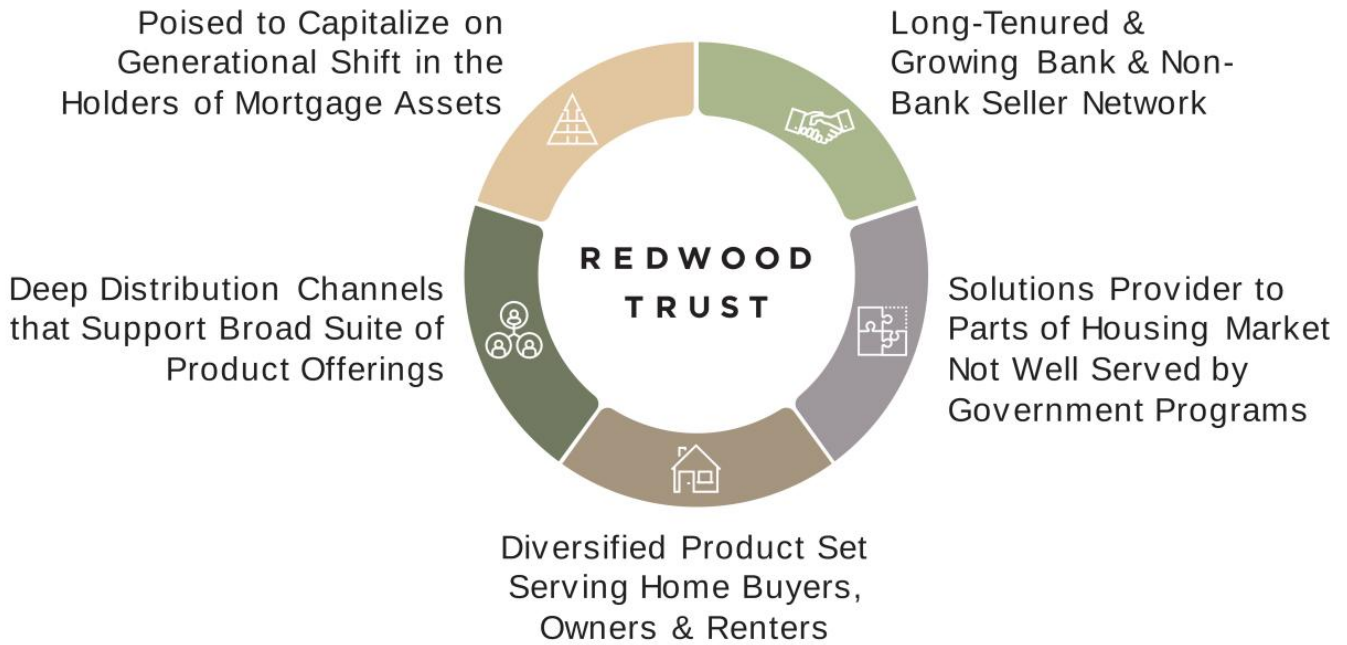 Poised to Capitalize on
Generational Shift in the
Holders of Mortgage Assets
Long-Tenured &
Growing Bank & Non-
Bank Seller Network
REDWOOD
TRUST
Deep Distribution Channels
that Support Broad Suite of
Product Offerings
Solutions Provider to
Parts of Housing Market
Not Well Served by
Government Programs
Diversified Product Set
Serving Home Buyers,
Owners & Renters